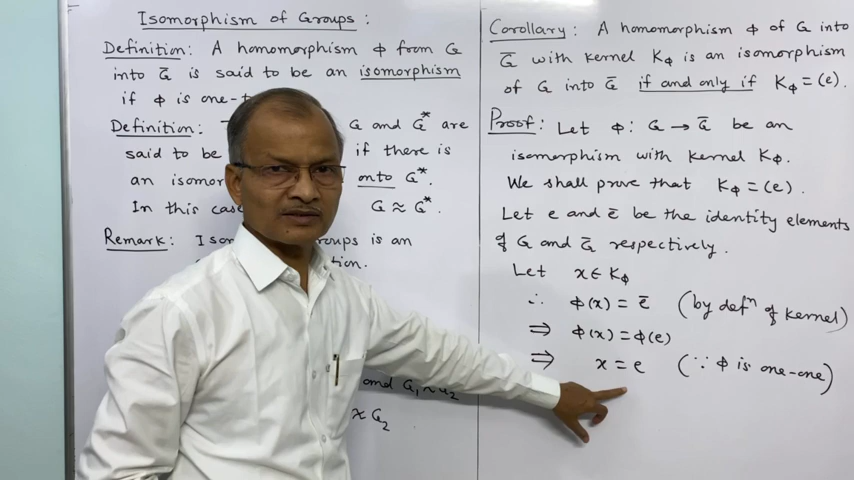 Isomorphism of Groups :
Definition: A homomorphism ϕ from G
into Ḡ is said to be an isomorphism
if ϕ is one-
Definition: G and G* are
said to be if there is
an isomor onto G*.
In this case G ≈ G*.
Remark: Isom groups is an
tion.
and G₁ ≈ G₂
≈ G₂
Corollary: A homomorphism ϕ of G into
Ḡ with kernel Kϕ is an isomorphism
of G into Ḡ if and only if Kϕ = (e).
Proof: Let ϕ: G → Ḡ be an
isomorphism with kernel Kϕ.
We shall prove that Kϕ = (e).
Let e and ē be the identity elements
of G and Ḡ respectively.
Let x ∈ Kϕ
∴ ϕ(x) = ē (by defⁿ of kernel)
⇒ ϕ(x) = ϕ(e)
⇒ x = e (∵ ϕ is one-one)